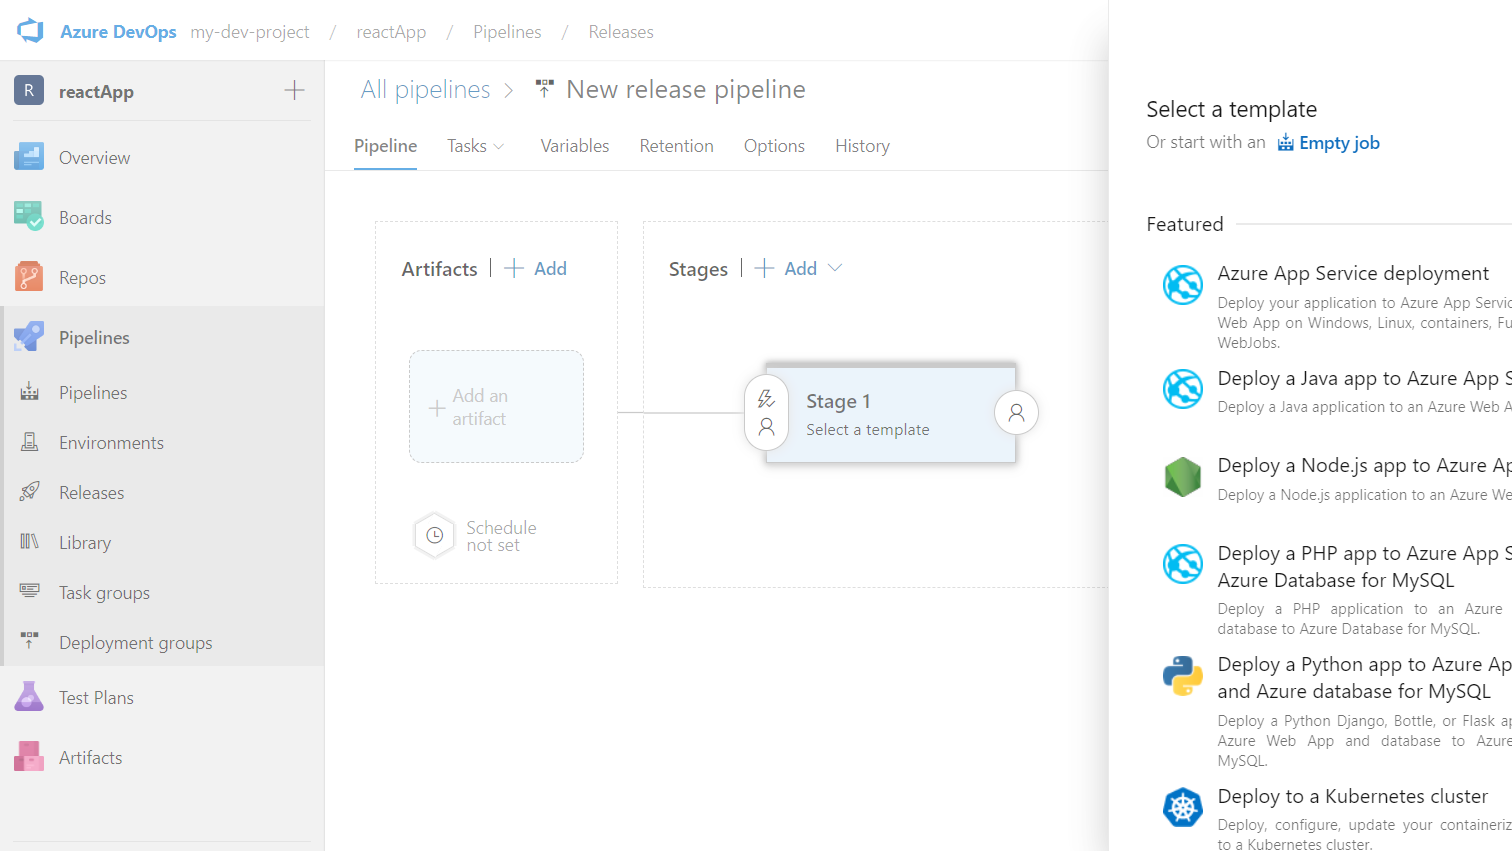 Azure DevOps my-dev-project / reactApp / Pipelines / Releases
R reactApp
Overview
Boards
Repos
Pipelines
Pipelines
Environments
Releases
Library
Task groups
Deployment groups
Test Plans
Artifacts
All pipelines > New release pipeline
Pipeline Tasks Variables Retention Options History
Artifacts | + Add
Add an
artifact
Schedule
not set
Stages | + Add
Stage 1
Select a template
Select a template
Or start with an Empty job
Featured
Azure App Service deployment
Deploy your application to Azure App Servic
Web App on Windows, Linux, containers, Fu
WebJobs.
Deploy a Java app to Azure App S
Deploy a Java application to an Azure Web A
Deploy a Node.js app to Azure Ap
Deploy a Node.js application to an Azure We
Deploy a PHP app to Azure App S
Azure Database for MySQL
Deploy a PHP application to an Azure
database to Azure Database for MySQL.
Deploy a Python app to Azure Ap
and Azure database for MySQL
Deploy a Python Django, Bottle, or Flask ap
Azure Web App and database to Azure
MySQL.
Deploy to a Kubernetes cluster
Deploy, configure, update your containeriz
to a Kubernetes cluster.